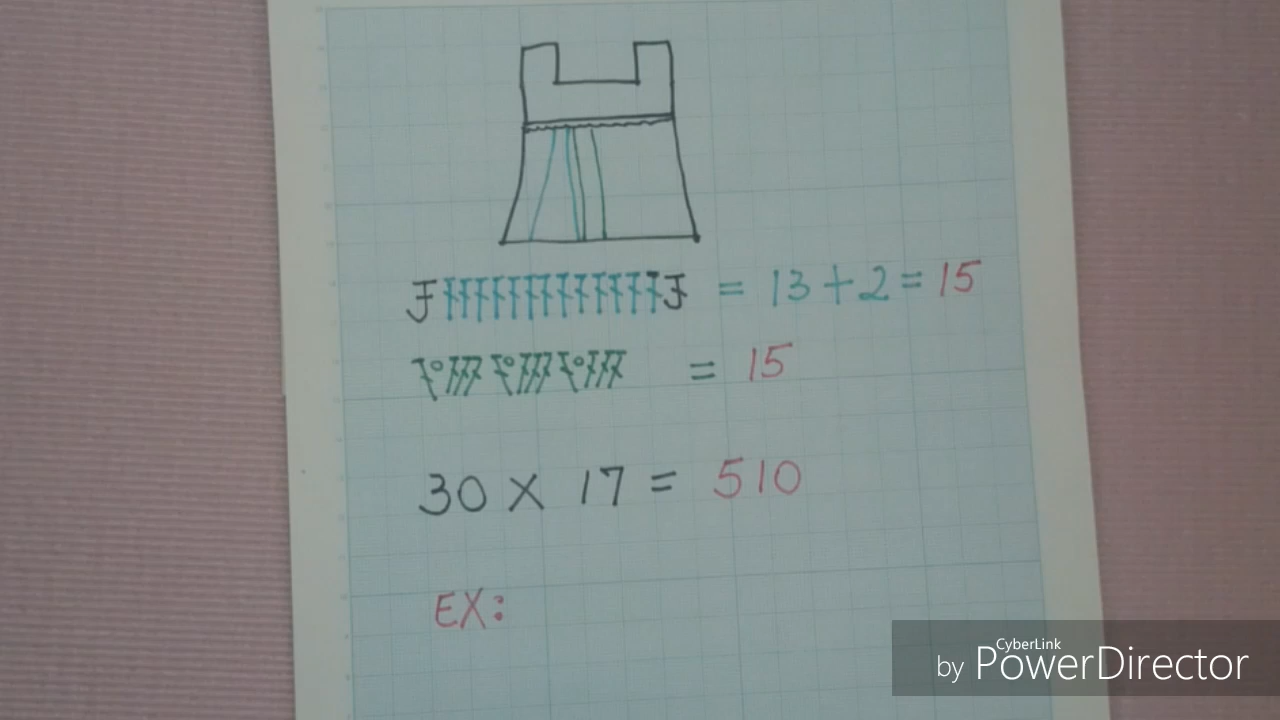 = 13 + 2 = 15
= 15
30 X 17 = 510
EX:
CyberLink
by PowerDirector